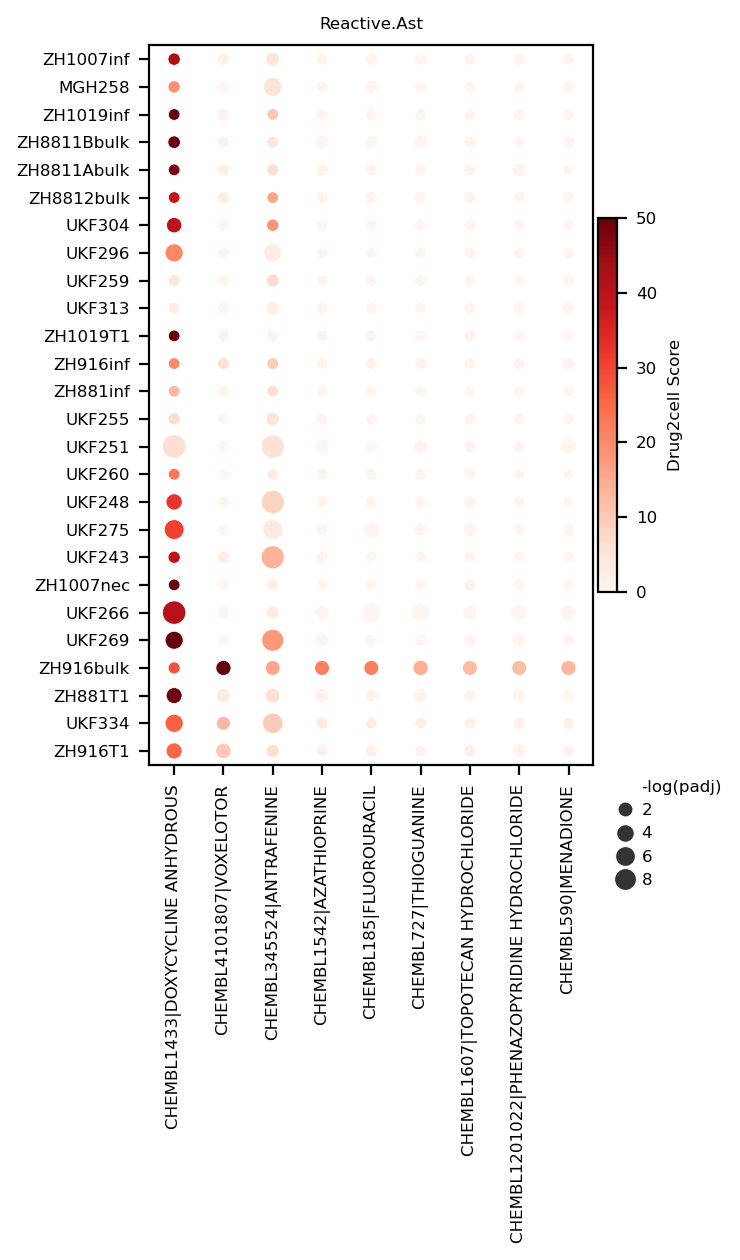 Reactive.Ast
ZH1007inf
MGH258
ZH1019inf
ZH8811Bbulk
ZH8811Abulk
ZH8812bulk
UKF304
UKF296
UKF259
UKF313
ZH1019T1
ZH916inf
ZH881inf
UKF255
UKF251
UKF260
UKF248
UKF275
UKF243
ZH1007nec
UKF266
UKF269
ZH916bulk
ZH881T1
UKF334
ZH916T1
50
40
30
20
10
0
Drug2cell Score
-log(padj)
2
4
6
8
CHEMBL1433|DOXYCYCLINE ANHYDROUS
CHEMBL4101807|VOXELOTOR
CHEMBL345524|ANTRAFENINE
CHEMBL1542|AZATHIOPRINE
CHEMBL185|FLUOROURACIL
CHEMBL727|THIOGUANINE
CHEMBL1607|TOPOTECAN HYDROCHLORIDE
CHEMBL1201022|PHENAZOPYRIDINE HYDROCHLORIDE
CHEMBL590|MENADIONE